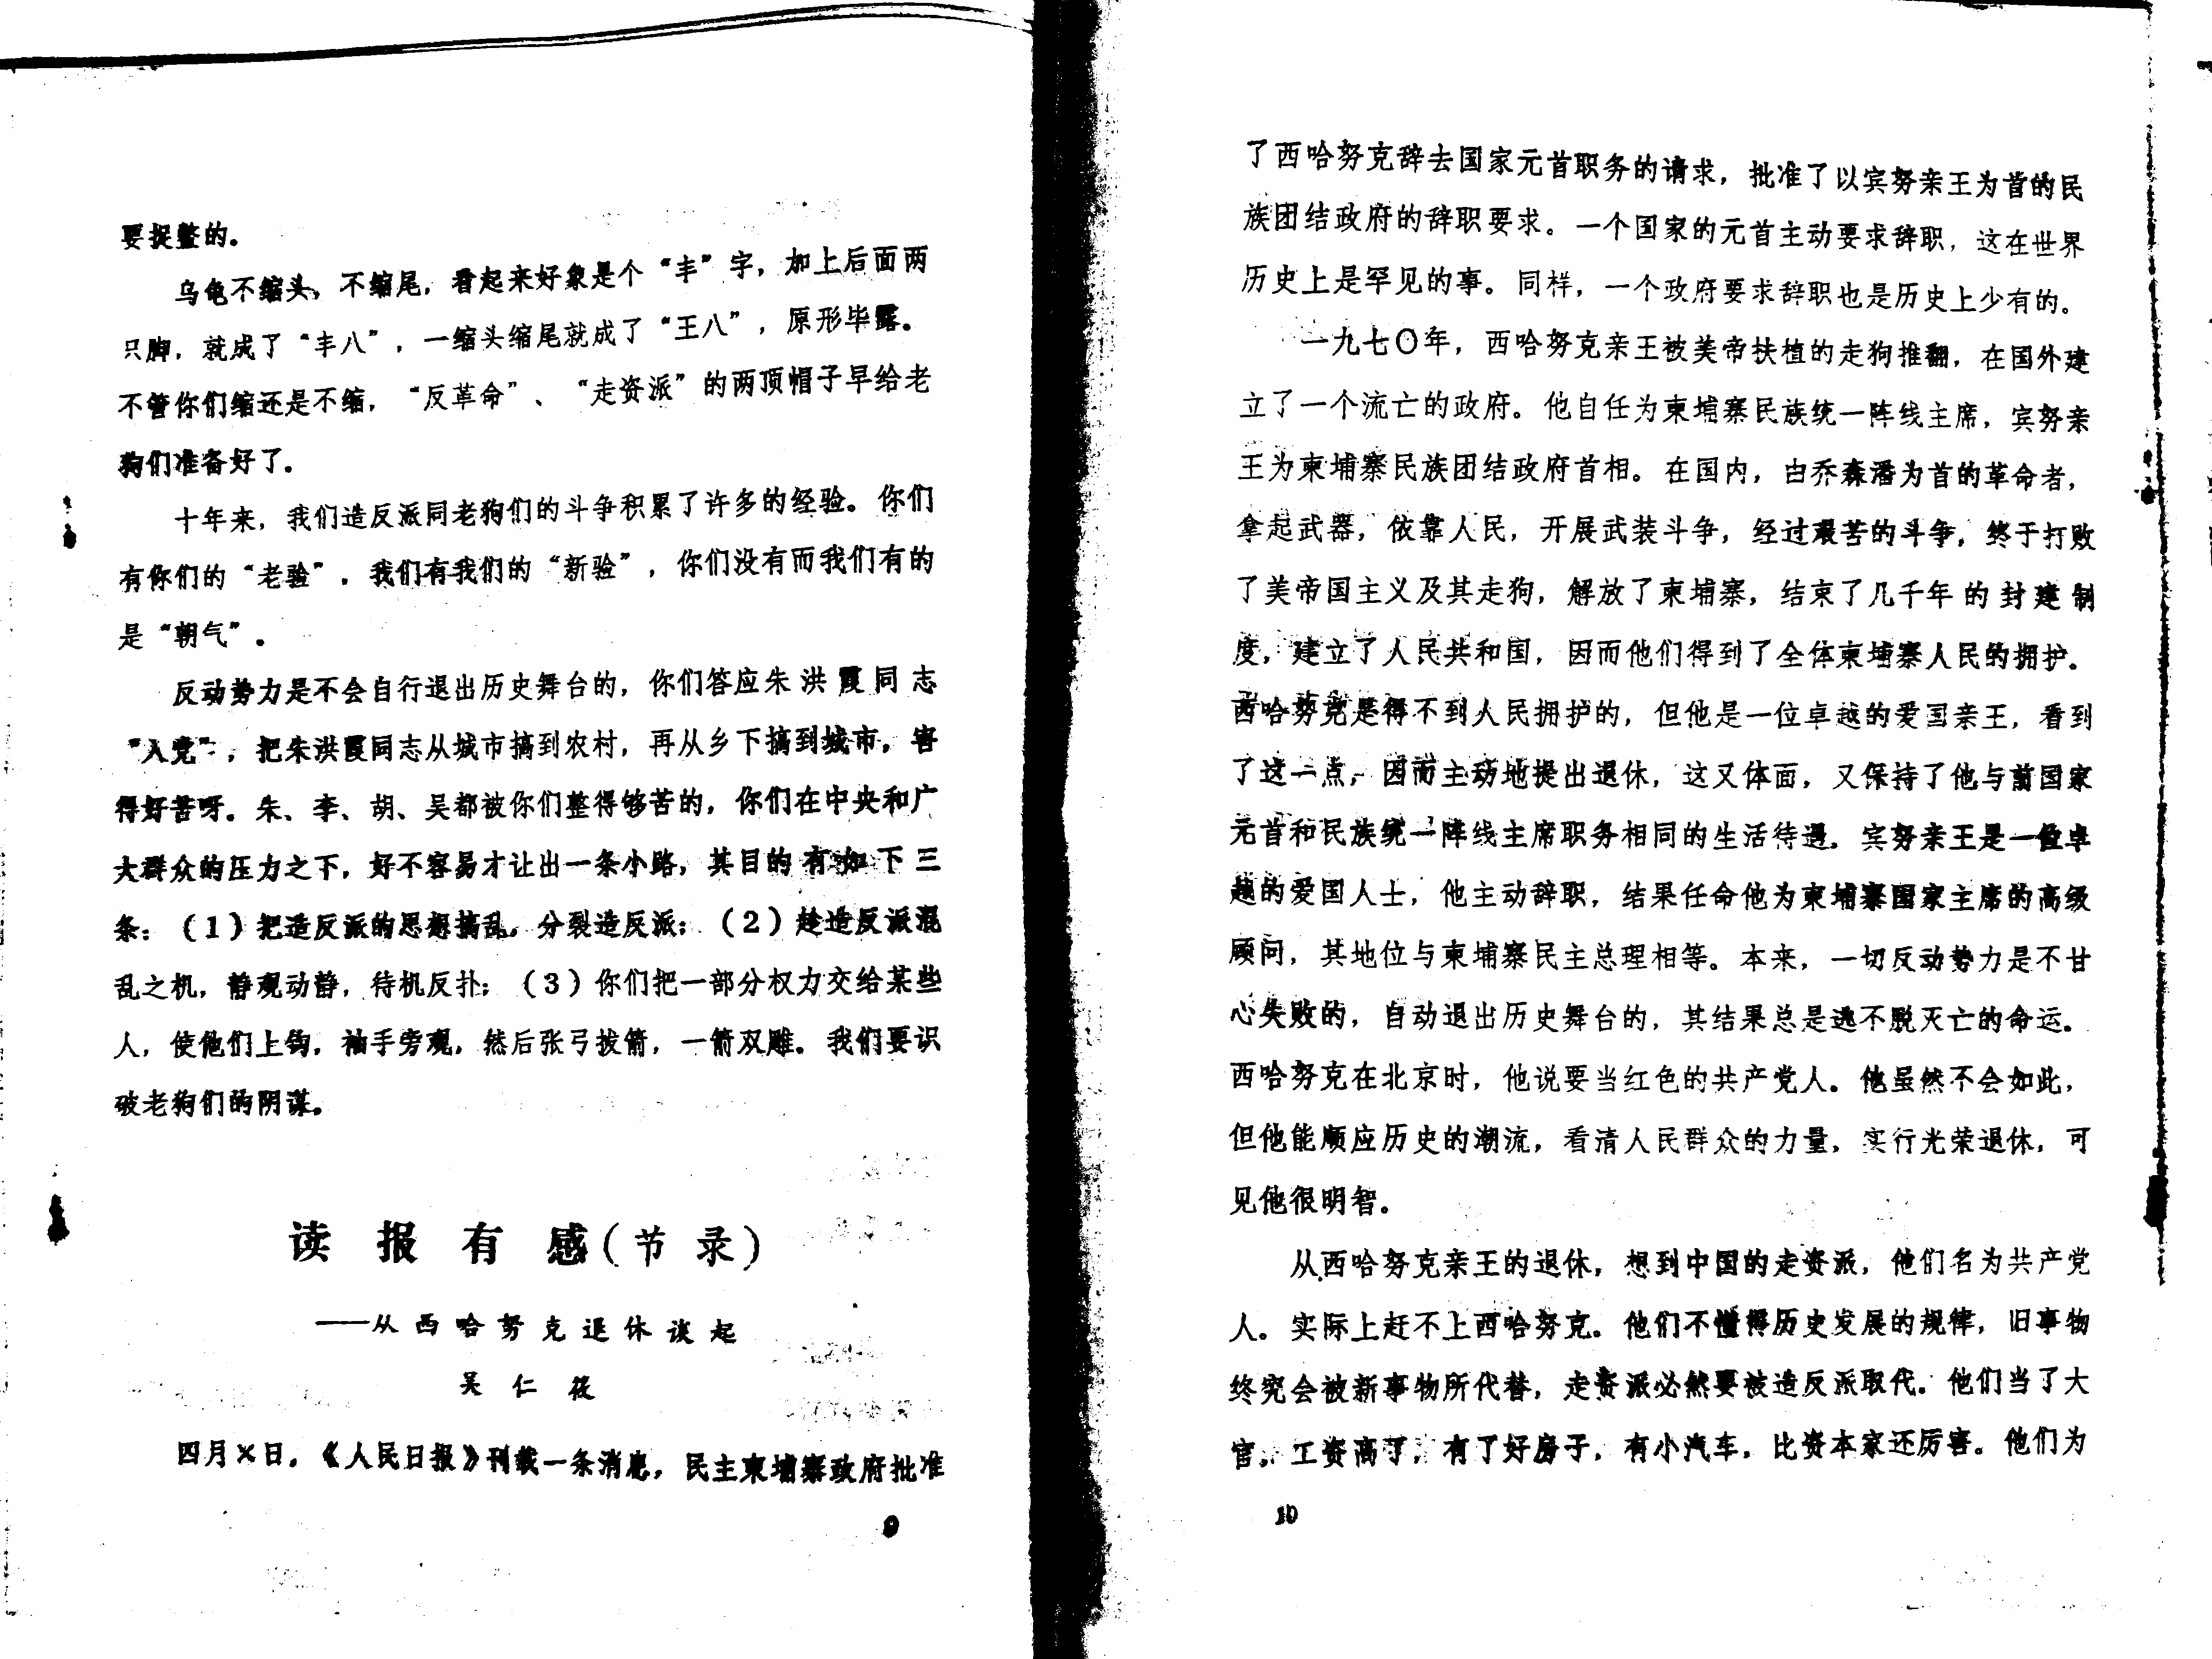 要捉整的。
乌龟不缩头，不缩尾，看起来好象是个“丰”字，加上后面两
只脚，就成了“丰八”，一缩头缩尾就成了“王八”，原形毕露。
不管你们缩还是不缩，“反革命”、“走资派”的两顶帽子早给老
狗们准备好了。
十年来，我们造反派同老狗们的斗争积累了许多的经验。你们
有你们的“老验”，我们有我们的“新验”，你们没有而我们有的
是“朝气”。
反动势力是不会自行退出历史舞台的，你们答应朱洪霞同志
“入党”，把朱洪霞同志从城市搞到农村，再从乡下搞到城市，害
得好苦呀。朱、李、胡、吴都被你们整得够苦的，你们在中央和广
大群众的压力之下，好不容易才让出一条小路，其目的有如下三
条：（1）把造反派的思想搞乱，分裂造反派；（2）趁造反派混
乱之机，静观动静，待机反扑；（3）你们把一部分权力交给某些
人，使他们上钩，袖手旁观，然后张弓拔箭，一箭双雕。我们要识
破老狗们的阴谋。
读报有感（节录）
——从西哈努克退休谈起
吴仁筱
四月×日，《人民日报》刊载一条消息，民主柬埔寨政府批准
9
了西哈努克辞去国家元首职务的请求，批准了以宾努亲王为首的民
族团结政府的辞职要求。一个国家的元首主动要求辞职，这在世界
历史上是罕见的事。同样，一个政府要求辞职也是历史上少有的。
一九七〇年，西哈努克亲王被美帝扶植的走狗推翻，在国外建
立了一个流亡的政府。他自任为柬埔寨民族统一阵线主席，宾努亲
王为柬埔寨民族团结政府首相。在国内，由乔森潘为首的革命者，
拿起武器，依靠人民，开展武装斗争，经过艰苦的斗争，终于打败
了美帝国主义及其走狗，解放了柬埔寨，结束了几千年的封建制
度，建立了人民共和国，因而他们得到了全体柬埔寨人民的拥护。
西哈努克是得不到人民拥护的，但他是一位卓越的爱国亲王，看到
了这一点，因而主动地提出退休，这又体面，又保持了他与前国家
元首和民族统一阵线主席职务相同的生活待遇。宾努亲王是一位卓
越的爱国人士，他主动辞职，结果任命他为柬埔寨国家主席的高级
顾问，其地位与柬埔寨民主总理相等。本来，一切反动势力是不甘
心失败的，自动退出历史舞台的，其结果总是逃不脱灭亡的命运。
西哈努克在北京时，他说要当红色的共产党人。他虽然不会如此，
但他能顺应历史的潮流，看清人民群众的力量，实行光荣退休，可
见他很明智。
从西哈努克亲王的退休，想到中国的走资派，他们名为共产党
人。实际上赶不上西哈努克。他们不懂得历史发展的规律，旧事物
终究会被新事物所代替，走资派必然要被造反派取代。他们当了大
官，工资高了，有了好房子，有小汽车，比资本家还厉害。他们为
10